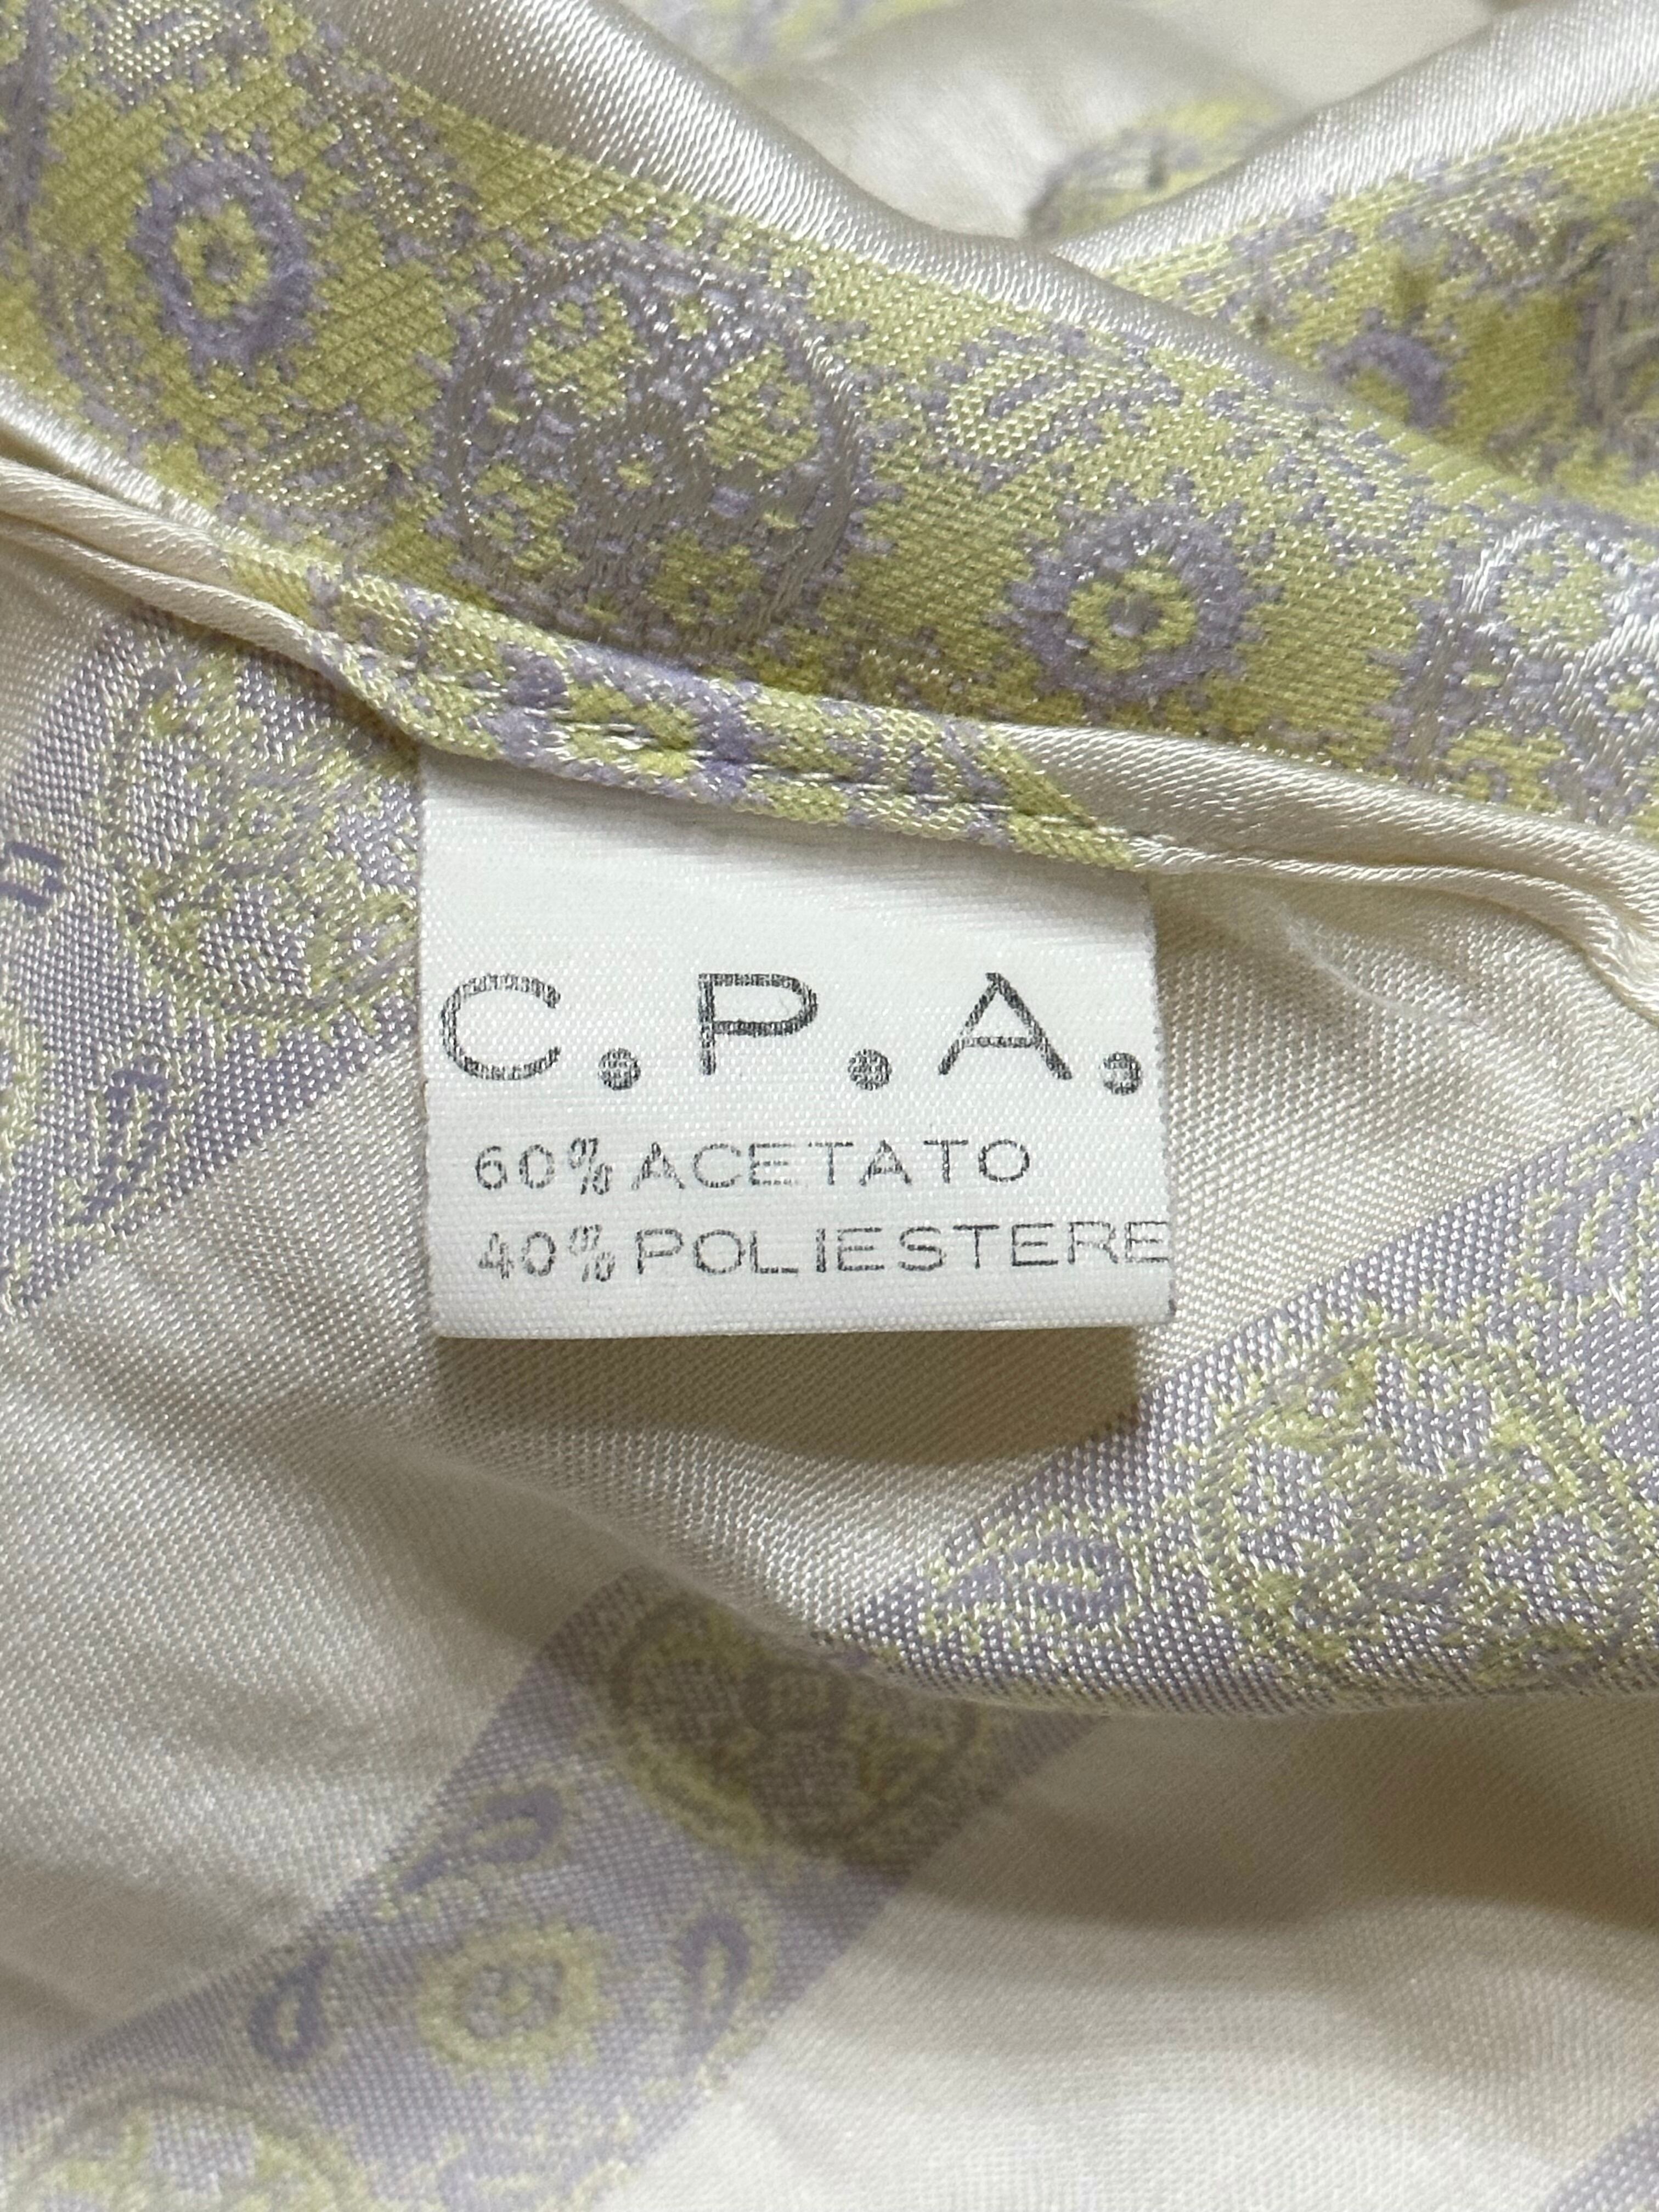 C.P.A.
60% ACETATO
40% POLIESTERE